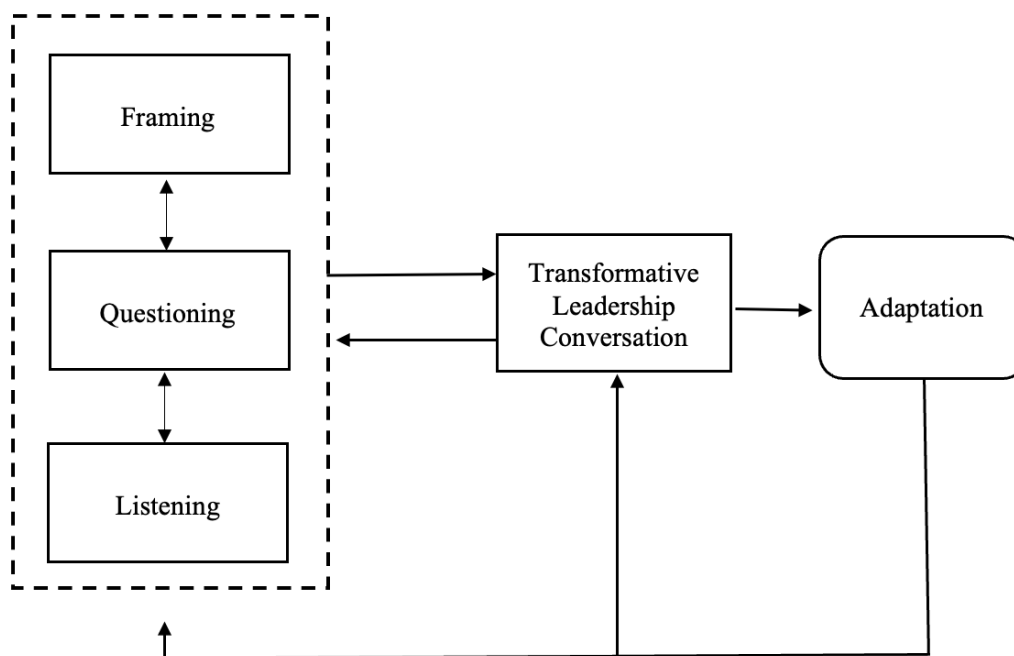 Framing
Questioning
Listening
Transformative
Leadership
Conversation
Adaptation